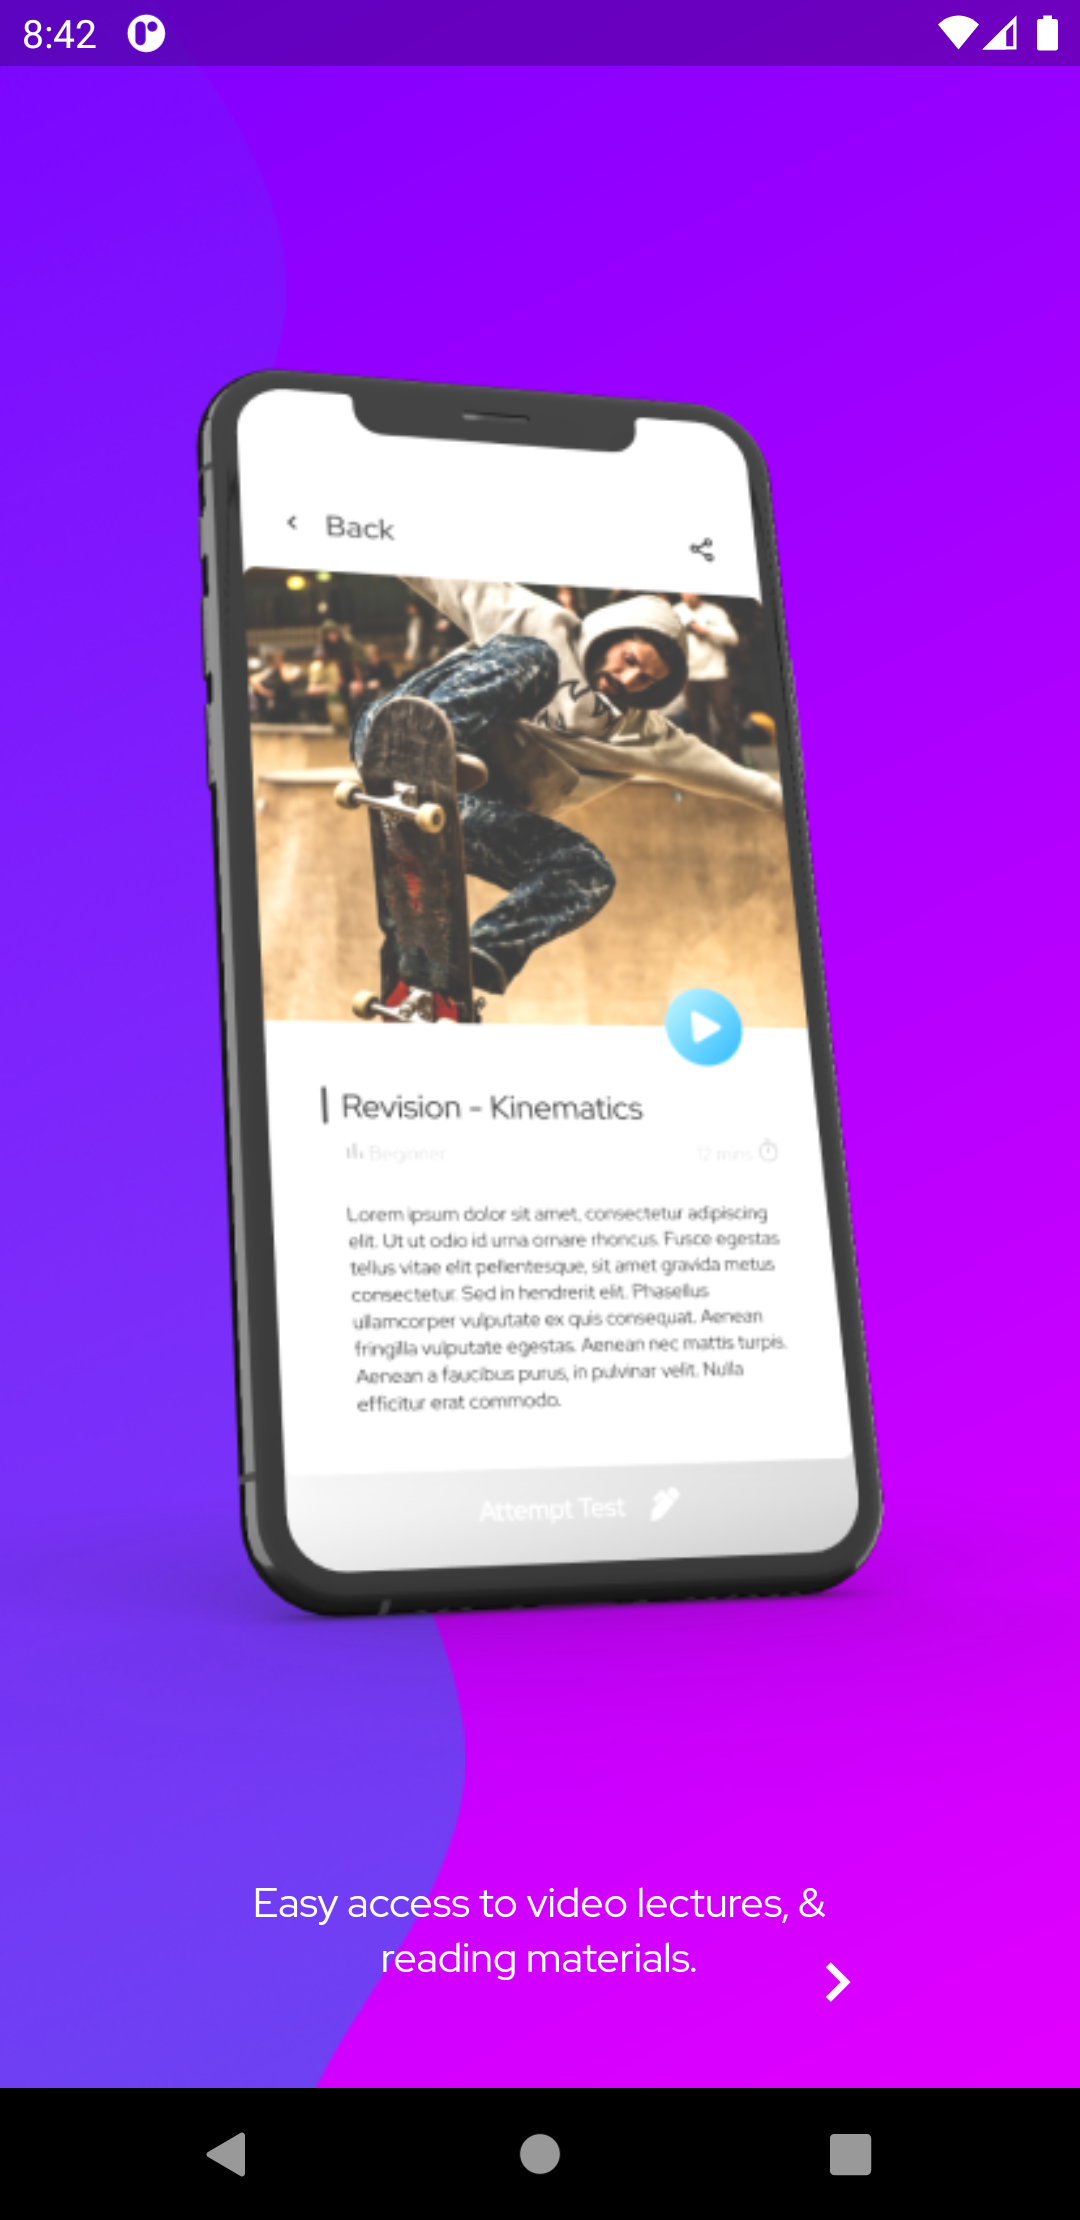 8:42
Back
Revision - Kinematics
Beginner
12 mins
Lorem ipsum dolor sit amet, consectetur adipiscing
elit. Ut ut odio id urna ornare rhoncus. Fusce egestas
tellus vitae elit pellentesque, sit amet gravida metus
consectetur. Sed in hendrerit elit. Phasellus
ullamcorper vulputate ex quis consequat. Aenean
fringilla vulputate egestas. Aenean nec mattis turpis.
Aenean a faucibus purus, in pulvinar velit. Nulla
efficitur erat commodo.
Attempt Test
Easy access to video lectures, &
reading materials.